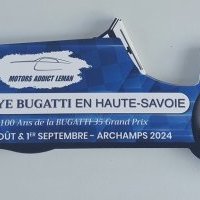 MOTORS ADDICT LEMAN
YE BUGATTI EN HAUTE-SAVOIE
100 Ans de la BUGATTI 35 Grand Prix
OÛT & 1ER SEPTEMBRE - ARCHAMPS 2024